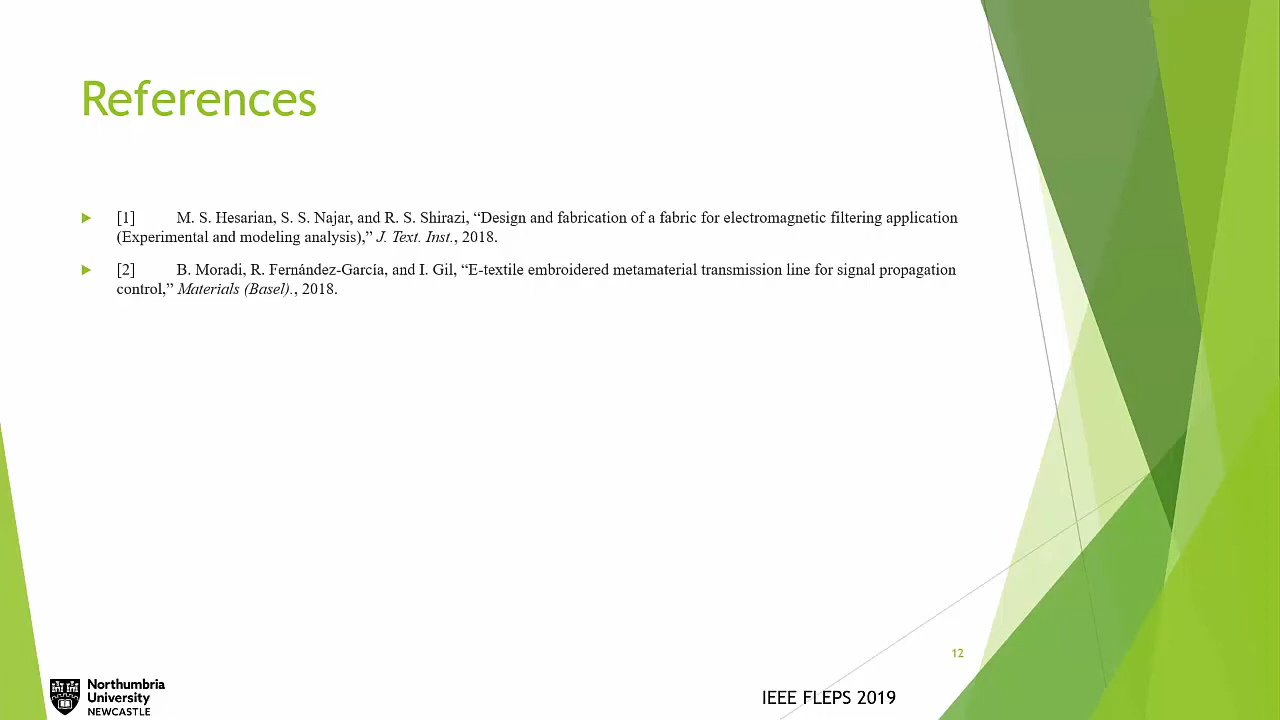 References
[1] M. S. Hesarian, S. S. Najar, and R. S. Shirazi, “Design and fabrication of a fabric for electromagnetic filtering application
(Experimental and modeling analysis),” J. Text. Inst., 2018.
[2] B. Moradi, R. Fernández-García, and I. Gil, “E-textile embroidered metamaterial transmission line for signal propagation
control,” Materials (Basel)., 2018.
12
Northumbria
University
NEWCASTLE
IEEE FLEPS 2019